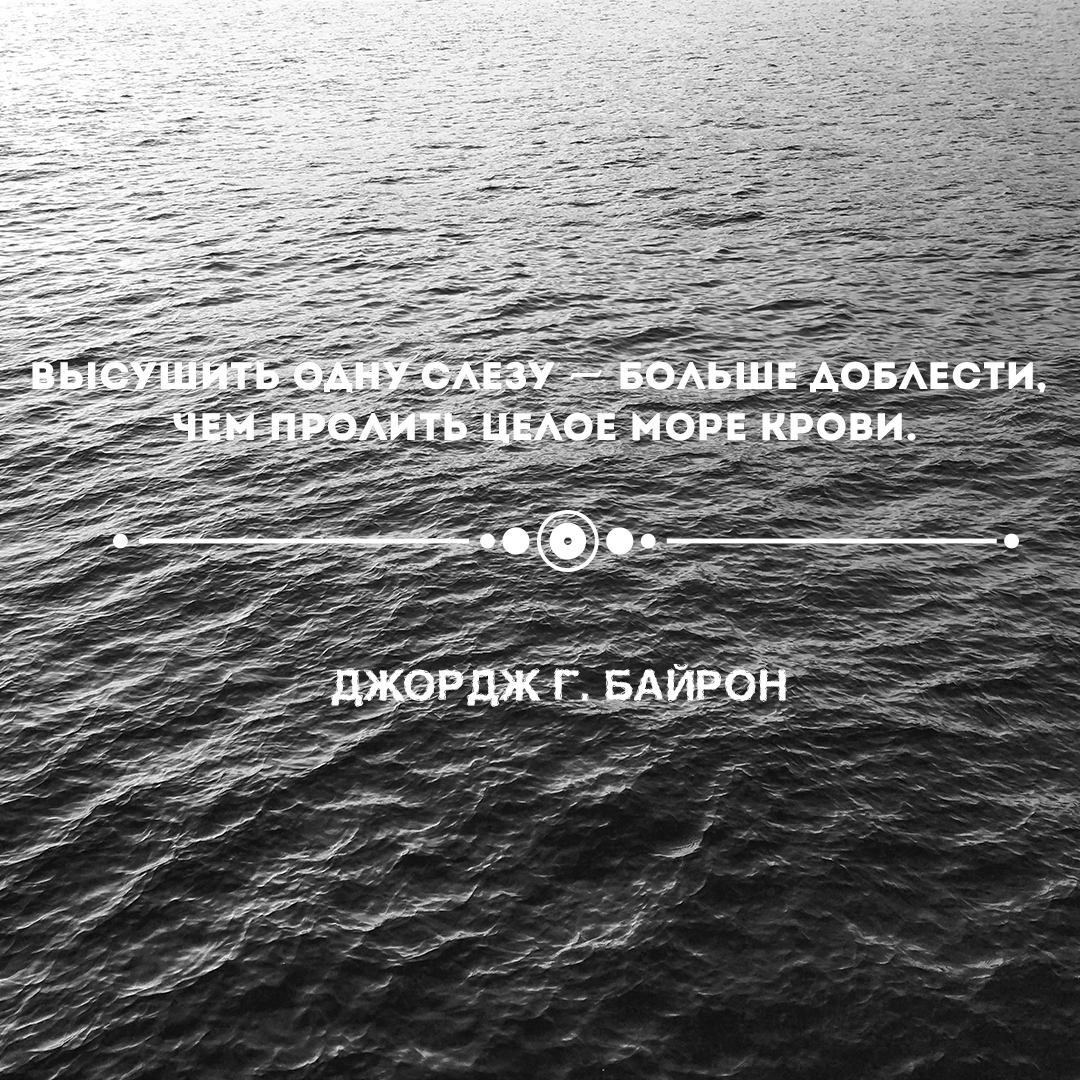 ВЫСУШИТЬ ОДНУ СЛЕЗУ — БОЛЬШЕ ДОБЛЕСТИ,
ЧЕМ ПРОЛИТЬ ЦЕЛОЕ МОРЕ КРОВИ.
ДЖОРДЖ Г. БАЙРОН